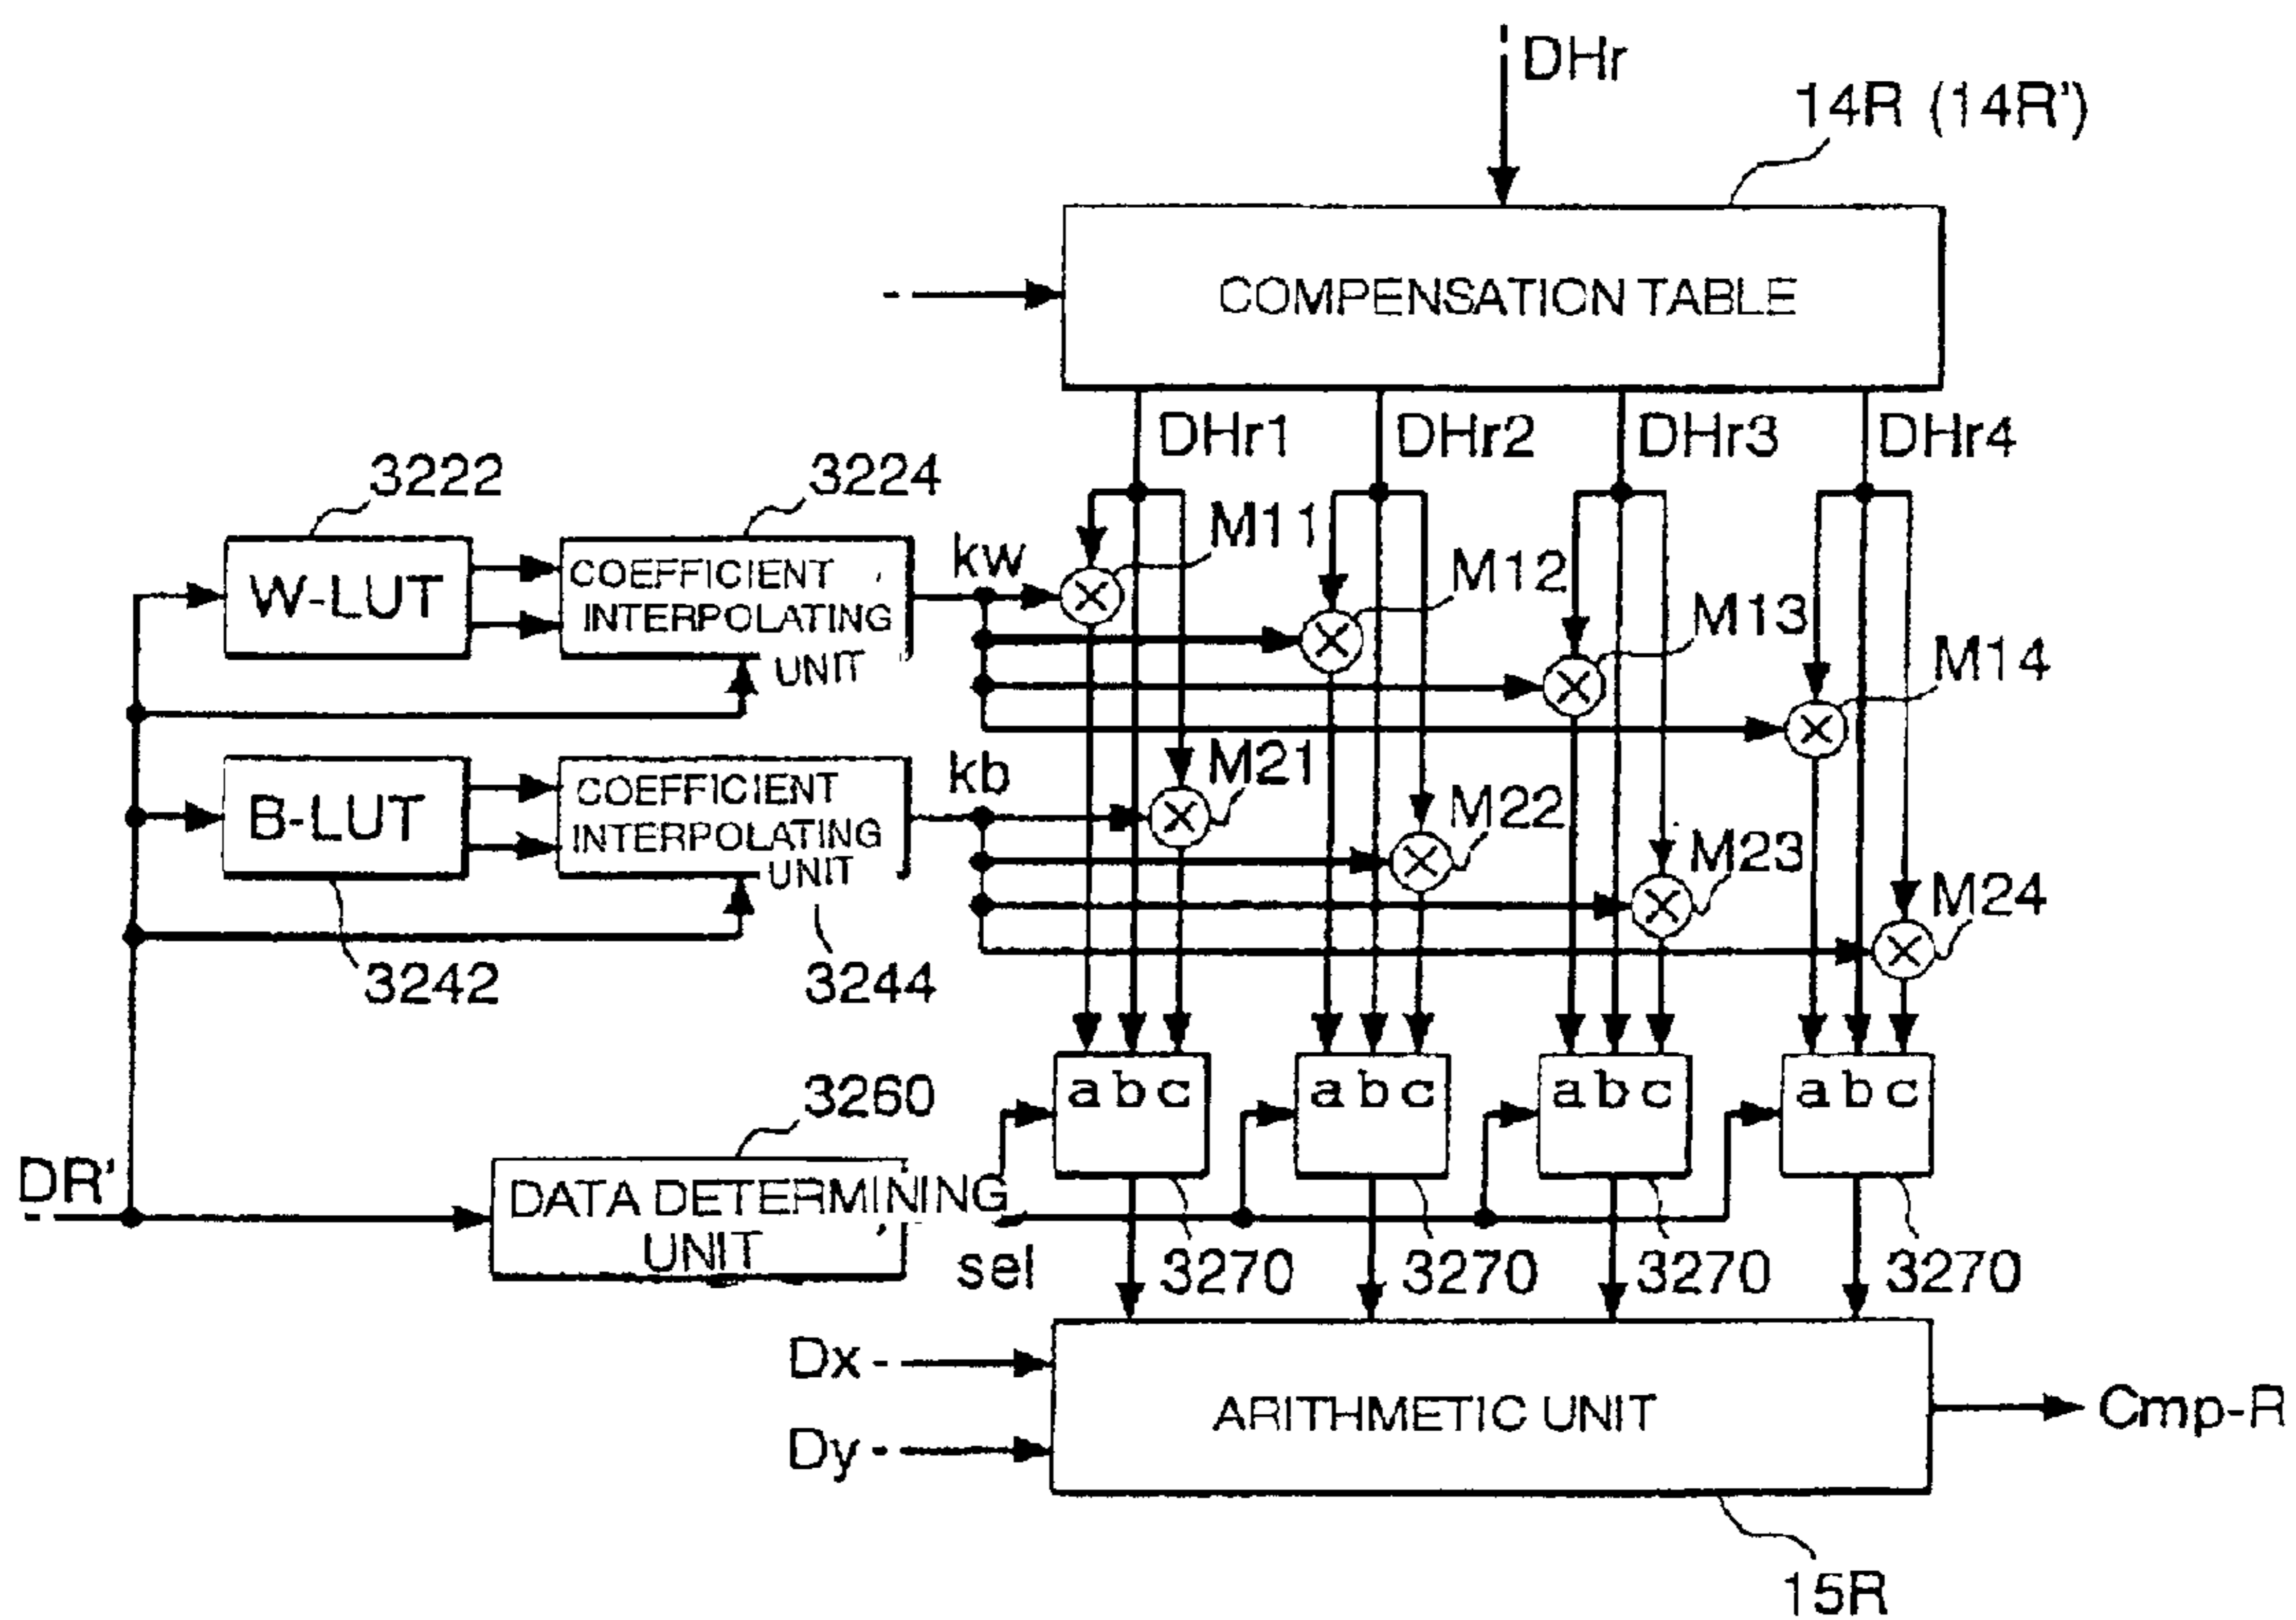 DHr
14R (14R')
COMPENSATION TABLE
DHr1 DHr2 DHr3 DHr4
3222 3224
W-LUT
COEFFICIENT
INTERPOLATING
UNIT
kw
M11
M12
M13
M14
B-LUT
COEFFICIENT
INTERPOLATING
UNIT
kb
M21
M22
M23
M24
3242 3244
3260
a b c a b c a b c a b c
DR'
DATA DETERMINING
UNIT
sel
3270 3270 3270 3270
Dx
Dy
ARITHMETIC UNIT
Cmp-R
15R